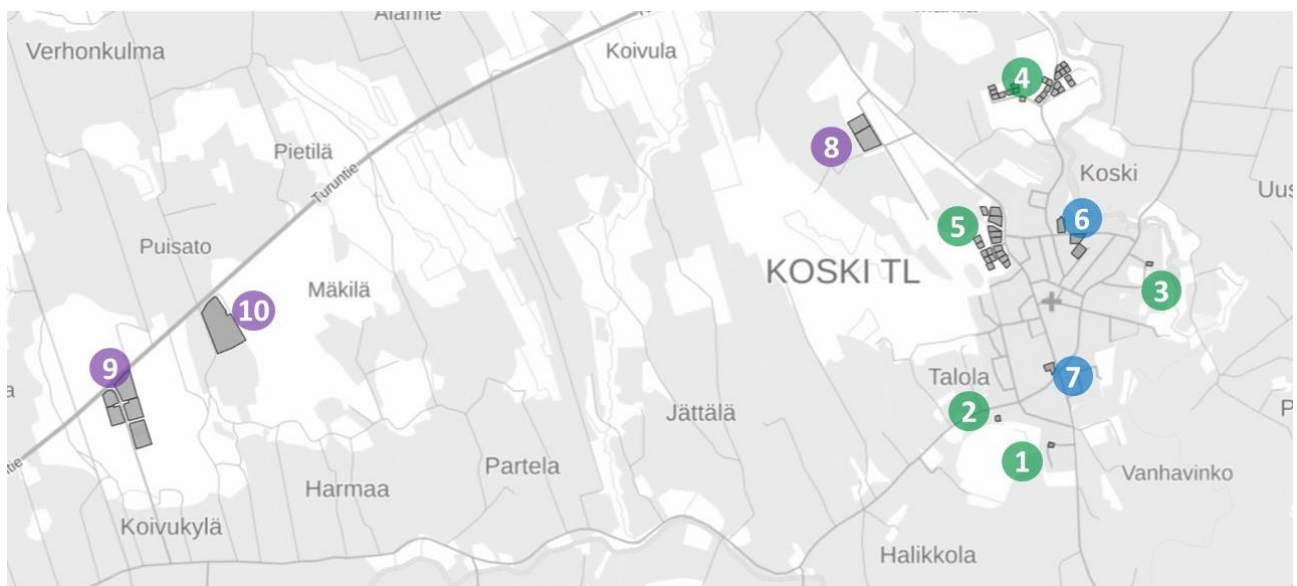 Alanne
Verhonkulma
Koivula
4
8
Pietilä
Koski
Turuntie
Uus
6
5
Puisato
KOSKI TL
3
Mäkilä
10
9
7
Talola
2
Jättälä
1
Partela
Vanhavinko
Harmaa
Koivukylä
Halikkola